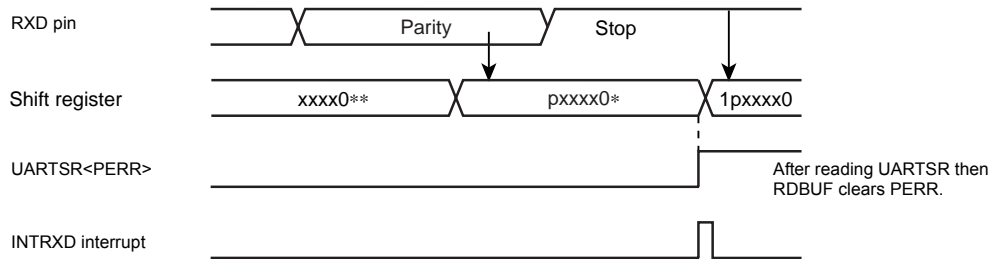 RXD pin
Parity
Stop
Shift register
xxxx0**
pxxxx0*
1pxxxx0
UARTSR<PERR>
After reading UARTSR then
RDBUF clears PERR.
INTRXD interrupt